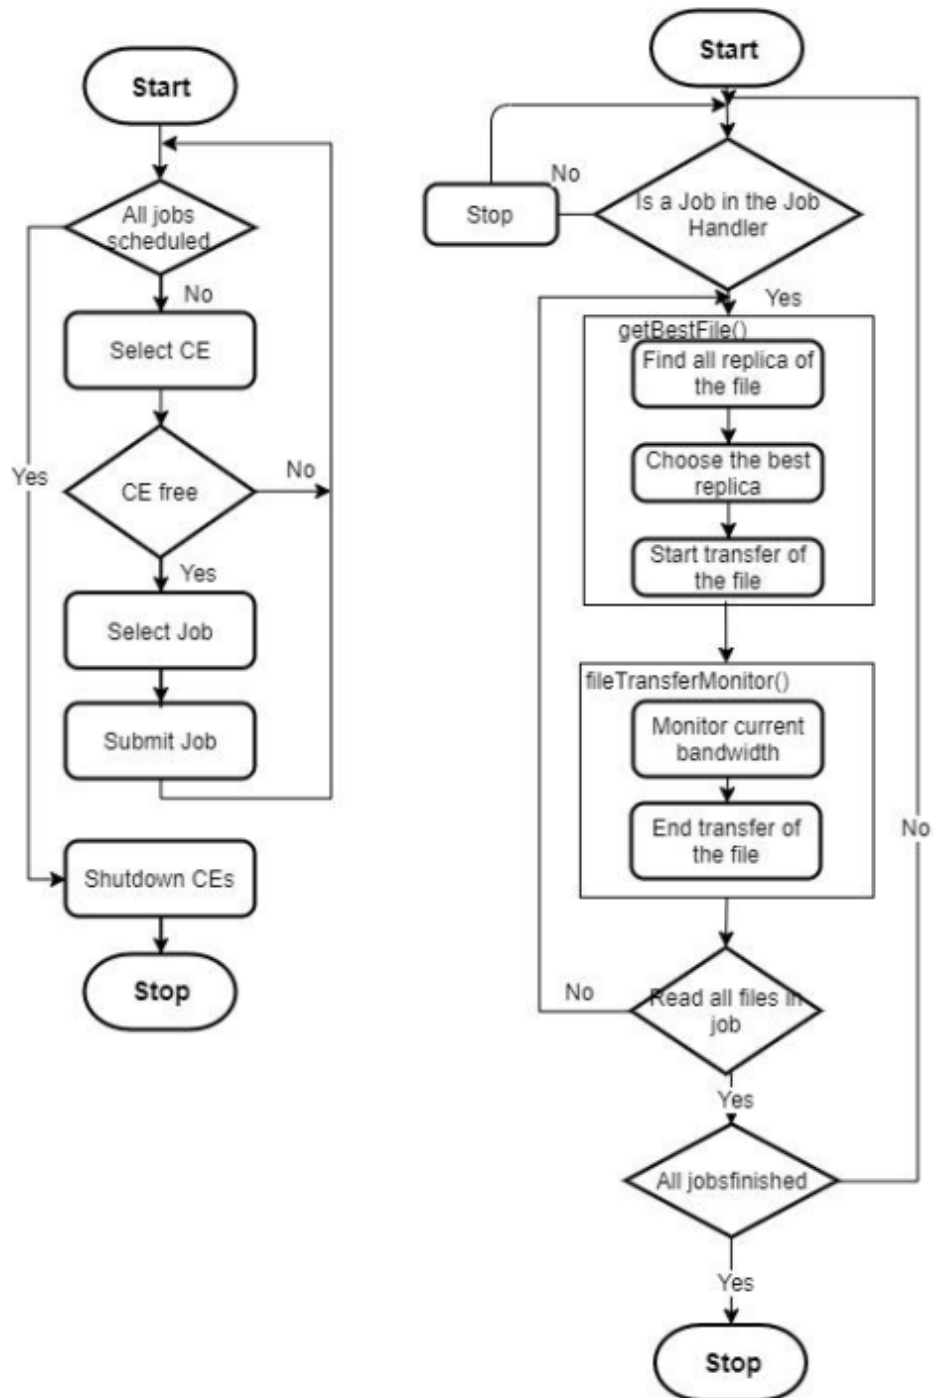 Start
All jobs
scheduled
No
Select CE
Yes
CE free
No
Yes
Select Job
Submit Job
Shutdown CEs
Stop
Start
No
Stop
Is a Job in the Job
Handler
Yes
getBestFile()
Find all replica of
the file
Choose the best
replica
Start transfer of
the file
fileTransferMonitor()
Monitor current
bandwidth
End transfer of
the file
No
No
Read all files in
job
Yes
All jobsfinished
Yes
Stop